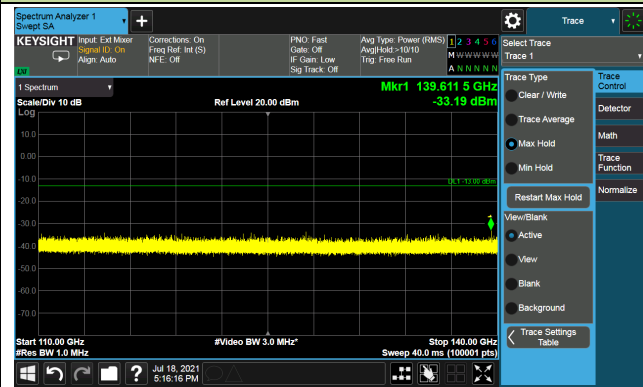 Spectrum Analyzer 1
Swept SA
Trace
KEYSIGHT
Input: Ext Mixer
Signal ID: On
Align: Auto
Corrections: On
Freq Ref: Int (S)
NFE: Off
PNO: Fast
Gate: Off
IF Gain: Low
Sig Track: Off
Avg Type: Power (RMS)
Avg|Hold:>10/10
Trig: Free Run
1 2 3 4 5 6
M W W W W W
A N N N N N
Select Trace
Trace 1
1 Spectrum
Scale/Div 10 dB
Log
Ref Level 20.00 dBm
Mkr1 139.611 5 GHz
-33.19 dBm
10.0
0.00
-10.0
-20.0
-30.0
-40.0
-50.0
-60.0
-70.0
DL1 -13.00 dBm
1
Start 110.00 GHz
#Res BW 1.0 MHz
#Video BW 3.0 MHz*
Stop 140.00 GHz
Sweep 40.0 ms (100001 pts)
Trace Type
Clear / Write
Trace Average
Max Hold
Min Hold
Restart Max Hold
View/Blank
Active
View
Blank
Background
Trace Settings
Table
Trace
Control
Detector
Math
Trace
Function
Normalize
?
Jul 18, 2021
5:16:16 PM